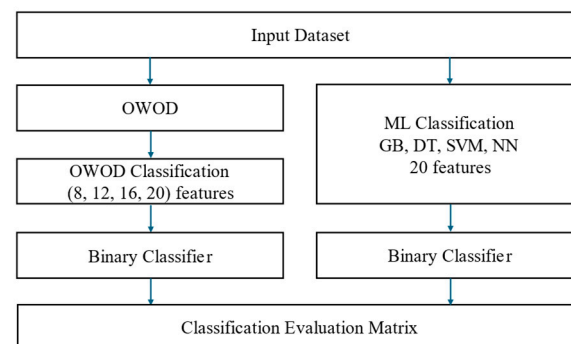 Input Dataset
OWOD
OWOD Classification
(8, 12, 16, 20) features
Binary Classifier
ML Classification
GB, DT, SVM, NN
20 features
Binary Classifier
Classification Evaluation Matrix